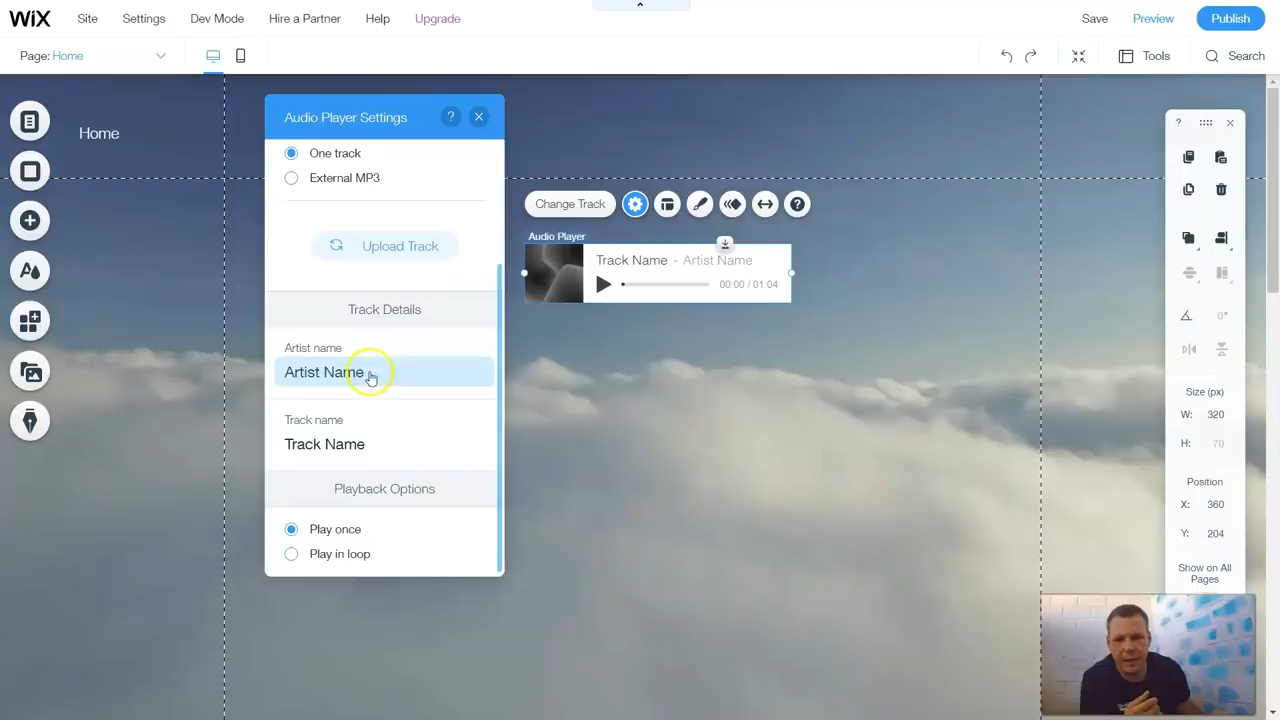 WiX Site Settings Dev Mode Hire a Partner Help Upgrade Save Preview Publish
Page: Home Tools Search
Home
Audio Player Settings ?
One track
External MP3
Upload Track
Track Details
Artist name
Artist Name
Track name
Track Name
Playback Options
Play once
Play in loop
Change Track ?
Audio Player
Track Name - Artist Name
00:00 / 01:04
?
0°
Size (px)
W: 320
H: 70
Position
X: 360
Y: 204
Show on All
Pages